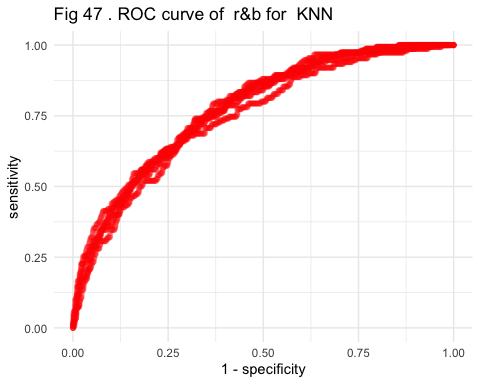 Fig 47 . ROC curve of  r&b for  KNN
1.00
0.75
0.50
0.25
0.00
sensitivity
0.00 0.25 0.50 0.75 1.00
1 - specificity